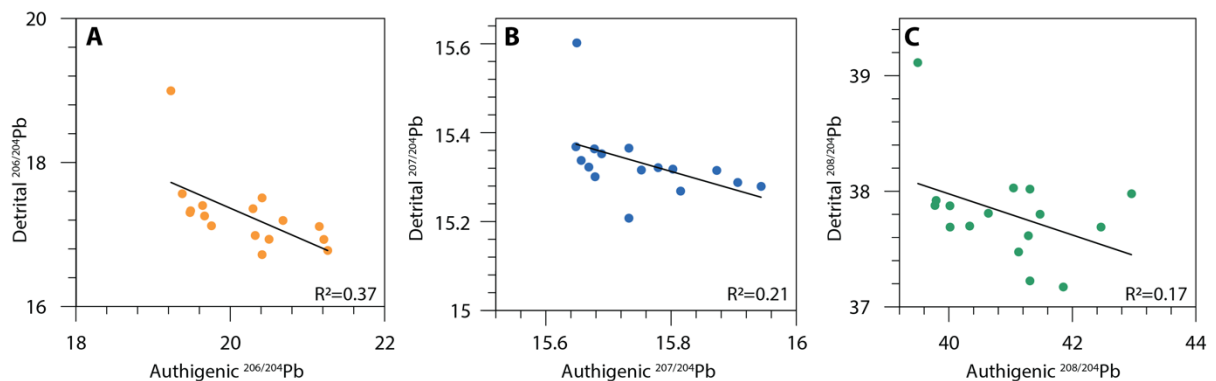 A
20
18
16
Detrital 206/204Pb
R²=0.37
18
20
22
Authigenic 206/204Pb
B
15.6
15.4
15.2
15
Detrital 207/204Pb
R²=0.21
15.6
15.8
16
Authigenic 207/204Pb
C
39
38
37
Detrital 208/204Pb
R²=0.17
40
42
44
Authigenic 208/204Pb